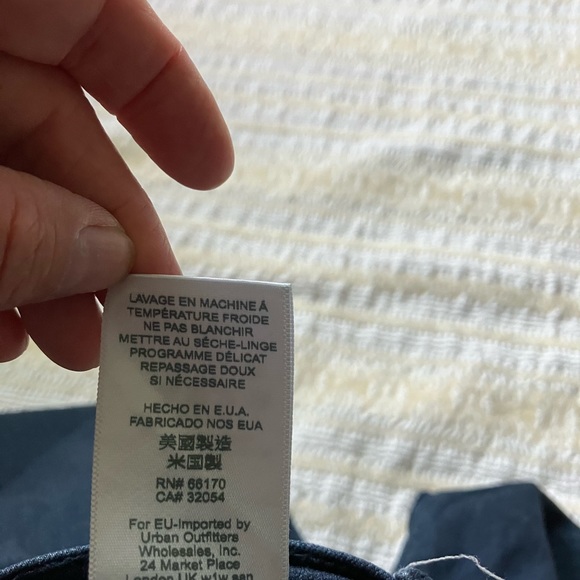 LAVAGE EN MACHINE À
TEMPÉRATURE FROIDE
NE PAS BLANCHIR
METTRE AU SÈCHE-LINGE
PROGRAMME DÉLICAT
REPASSAGE DOUX
SI NÉCESSAIRE
HECHO EN E.U.A.
FABRICADO NOS EUA
美國製造
米国製
RN# 66170
CA# 32054
For EU-Imported by
Urban Outfitters
Wholesales, Inc.
24 Market Place
London UK